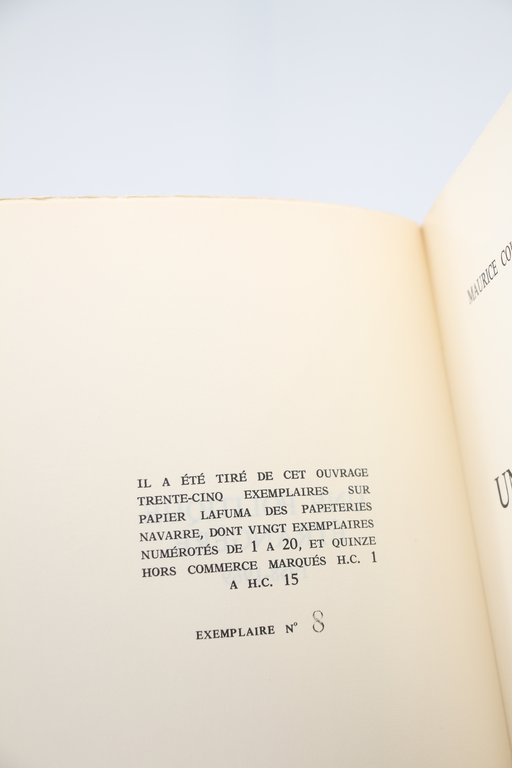 IL A ÉTÉ TIRÉ DE CET OUVRAGE
TRENTE-CINQ EXEMPLAIRES SUR
PAPIER LAFUMA DES PAPETERIES
NAVARRE, DONT VINGT EXEMPLAIRES
NUMÉROTÉS DE 1 A 20, ET QUINZE
HORS COMMERCE MARQUÉS H.C. 1
A H.C. 15
EXEMPLAIRE N° 8
MAURICE